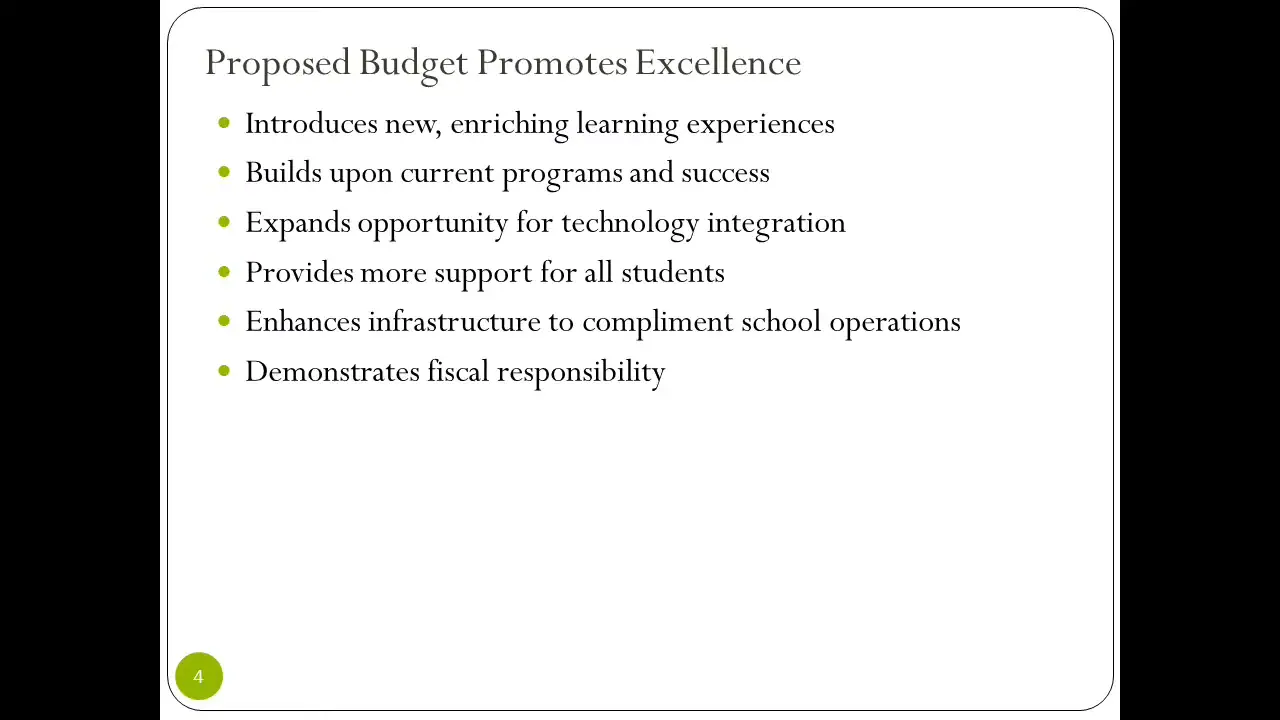 Proposed Budget Promotes Excellence
• Introduces new, enriching learning experiences
• Builds upon current programs and success
• Expands opportunity for technology integration
• Provides more support for all students
• Enhances infrastructure to compliment school operations
• Demonstrates fiscal responsibility
4